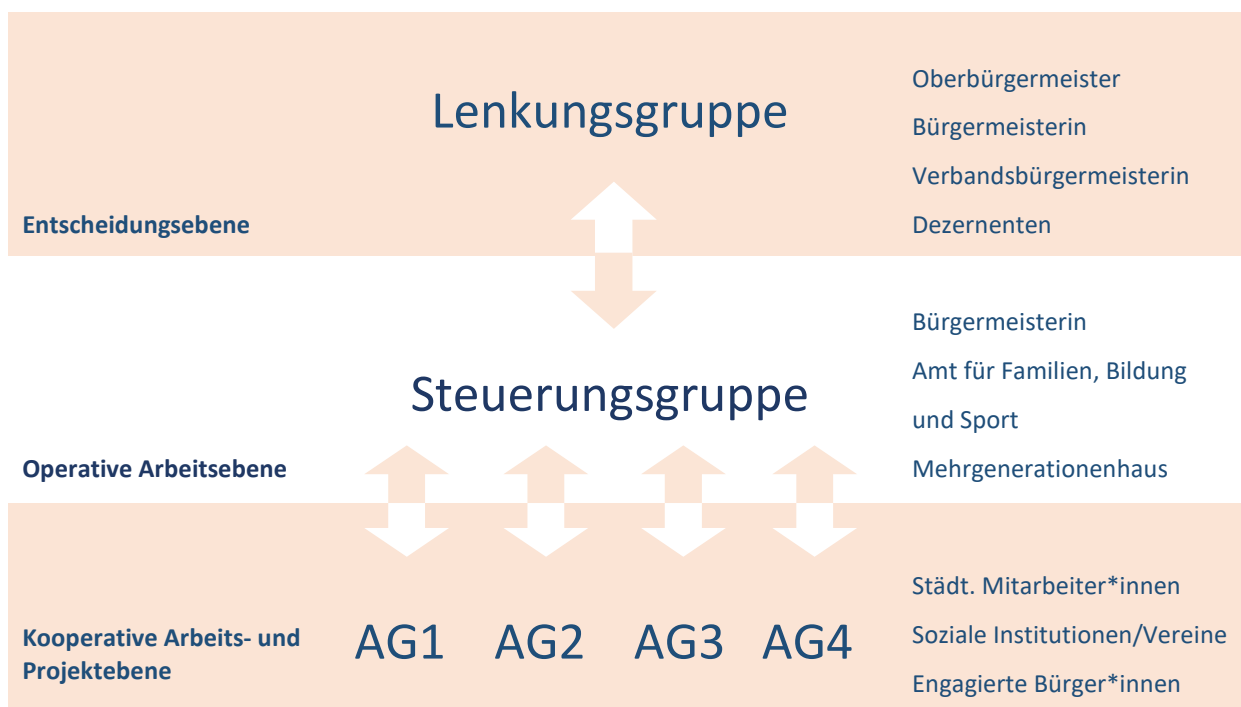 Lenkungsgruppe
Entscheidungsebene
Oberbürgermeister
Bürgermeisterin
Verbandsbürgermeisterin
Dezernenten
Steuerungsgruppe
Operative Arbeitsebene
Bürgermeisterin
Amt für Familien, Bildung
und Sport
Mehrgenerationenhaus
Kooperative Arbeits- und
Projektebene
AG1 AG2 AG3 AG4
Städt. Mitarbeiter*innen
Soziale Institutionen/Vereine
Engagierte Bürger*innen